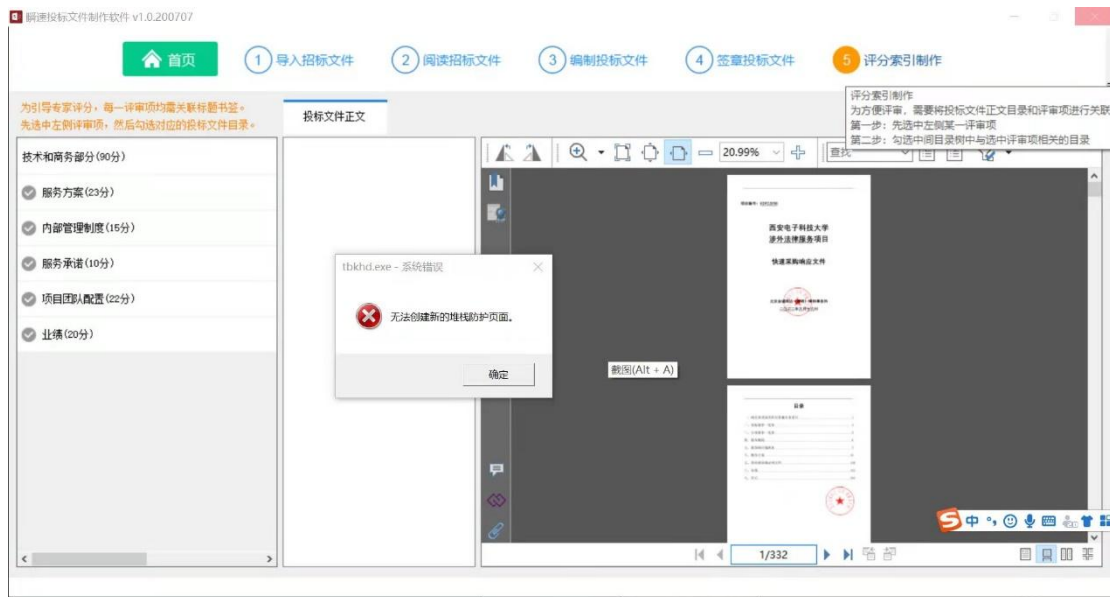 瞬速投标文件制作软件 v1.0.200707
首页
1 导入招标文件
2 阅读招标文件
3 编制投标文件
4 签章投标文件
5 评分索引制作
为引导专家评分，每一评审项均需关联标题书签。
先选中左侧评审项，然后勾选对应的投标文件目录。
投标文件正文
评分索引制作
为方便评审，需要将投标文件正文目录和评审项进行关联
第一步：先选中左侧某一评审项
第二步：勾选中间目录树中与选中评审项相关的目录
技术和商务部分(90分)
服务方案(23分)
内部管理制度(15分)
服务承诺(10分)
项目团队配置(22分)
业绩(20分)
20.99%
查找
西安电子科技大学
涉外法律服务项目
快速采购响应文件
tbkhd.exe - 系统错误
无法创建新的堆栈防护页面。
确定
截图(Alt + A)
目录
中
1/332